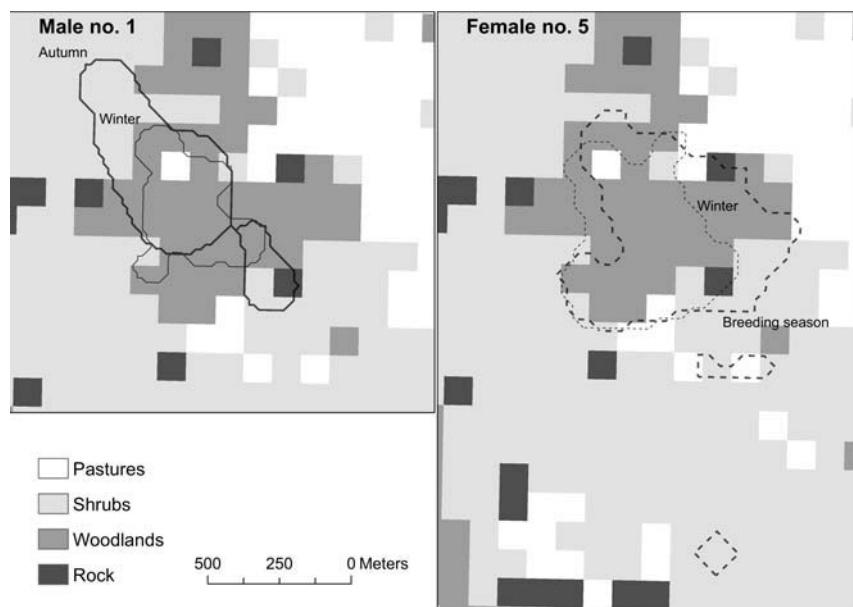 Male no. 1
Autumn
Winter
Female no. 5
Winter
Breeding season
Pastures
Shrubs
Woodlands
Rock
500 250 0 Meters